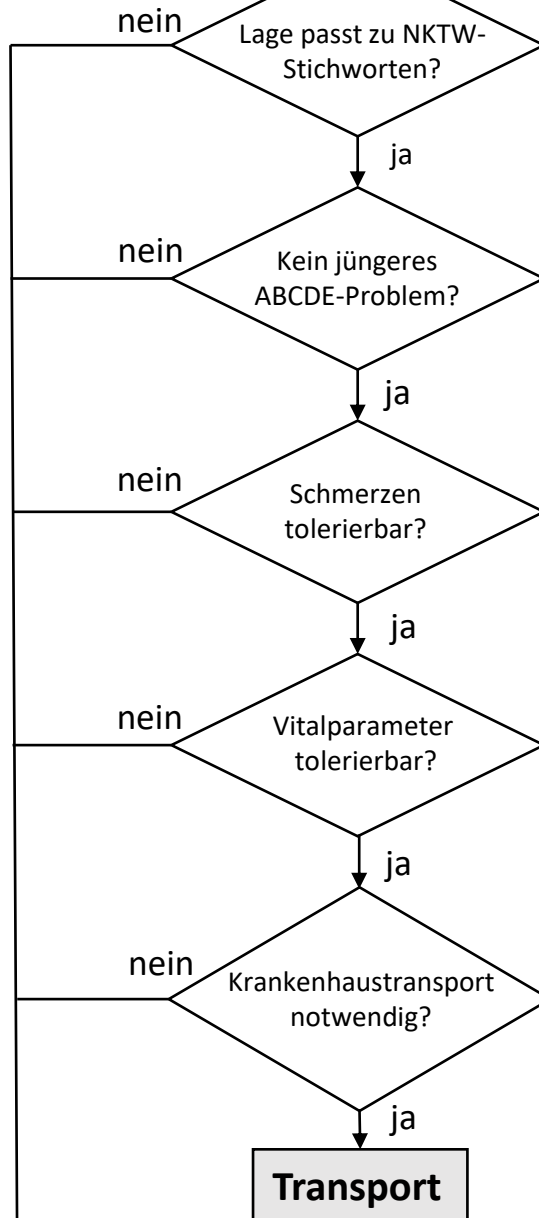 nein
Lage passt zu NKTW-
Stichworten?
ja
nein
Kein jüngeres
ABCDE-Problem?
ja
nein
Schmerzen
tolerierbar?
ja
nein
Vitalparameter
tolerierbar?
ja
nein
Krankenhaustransport
notwendig?
ja
Transport